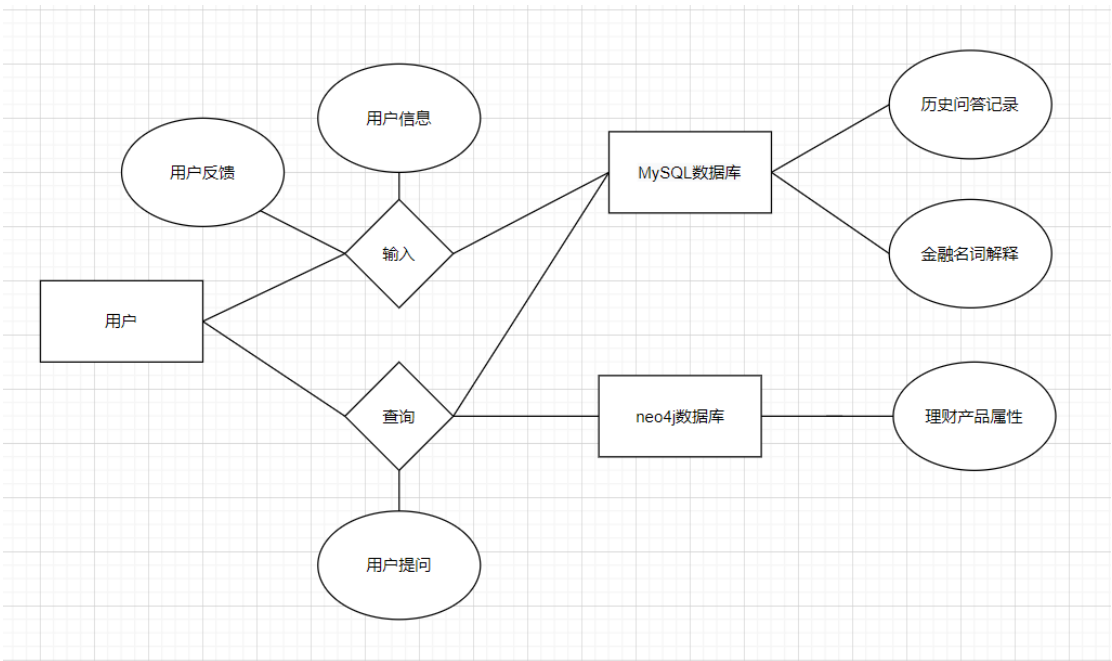 历史问答记录
用户信息
用户反馈
MySQL数据库
输入
金融名词解释
用户
查询
neo4j数据库
理财产品属性
用户提问